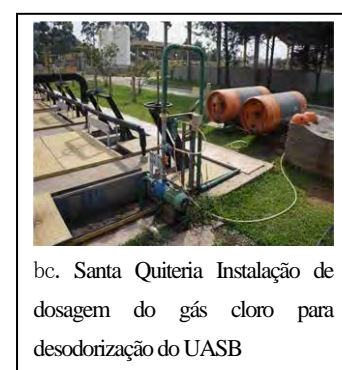 bc. Santa Quiteria Instalação de
dosagem do gás cloro para
desodorização do UASB